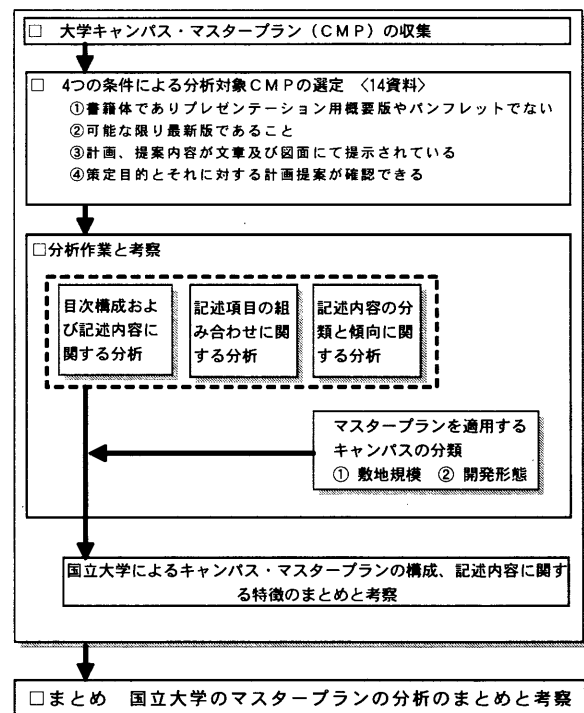 □ 大学キャンパス・マスタープラン（ＣＭＰ）の収集
□ 4つの条件による分析対象ＣＭＰの選定 〈14資料〉
①書籍体でありプレゼンテーション用概要版やパンフレットでない
②可能な限り最新版であること
③計画、提案内容が文章及び図面にて提示されている
④策定目的とそれに対する計画提案が確認できる
□分析作業と考察
目次構成およ
び記述内容に
関する分析
記述項目の組
み合わせに関
する分析
記述内容の分
類と傾向に関
する分析
マスタープランを適用する
キャンパスの分類
① 敷地規模 ② 開発形態
国立大学によるキャンパス・マスタープランの構成、記述内容に関す
る特徴のまとめと考察
□まとめ 国立大学のマスタープランの分析のまとめと考察